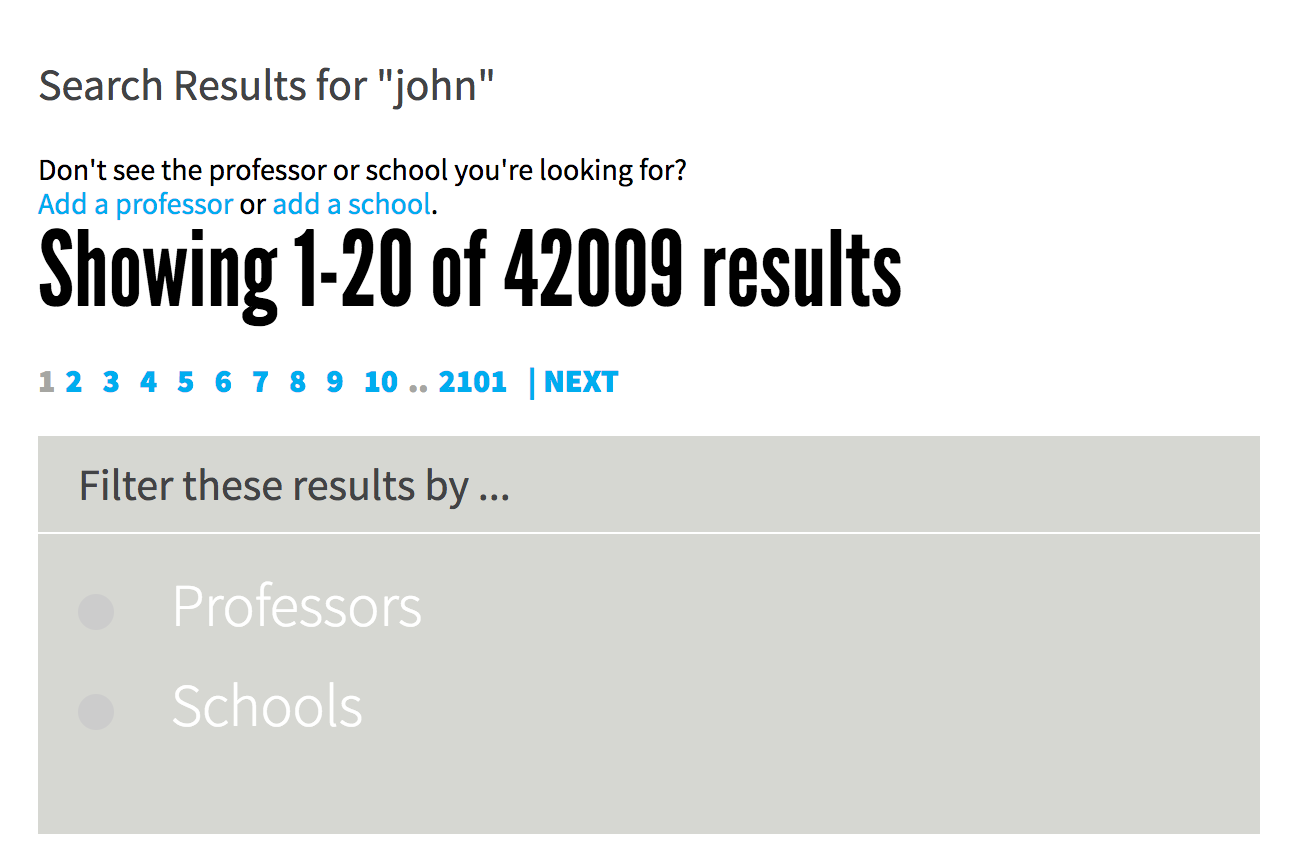 Search Results for "john"
Don't see the professor or school you're looking for?
Add a professor or add a school.
Showing 1-20 of 42009 results
1 2 3 4 5 6 7 8 9 10 .. 2101 | NEXT
Filter these results by ...
Professors
Schools